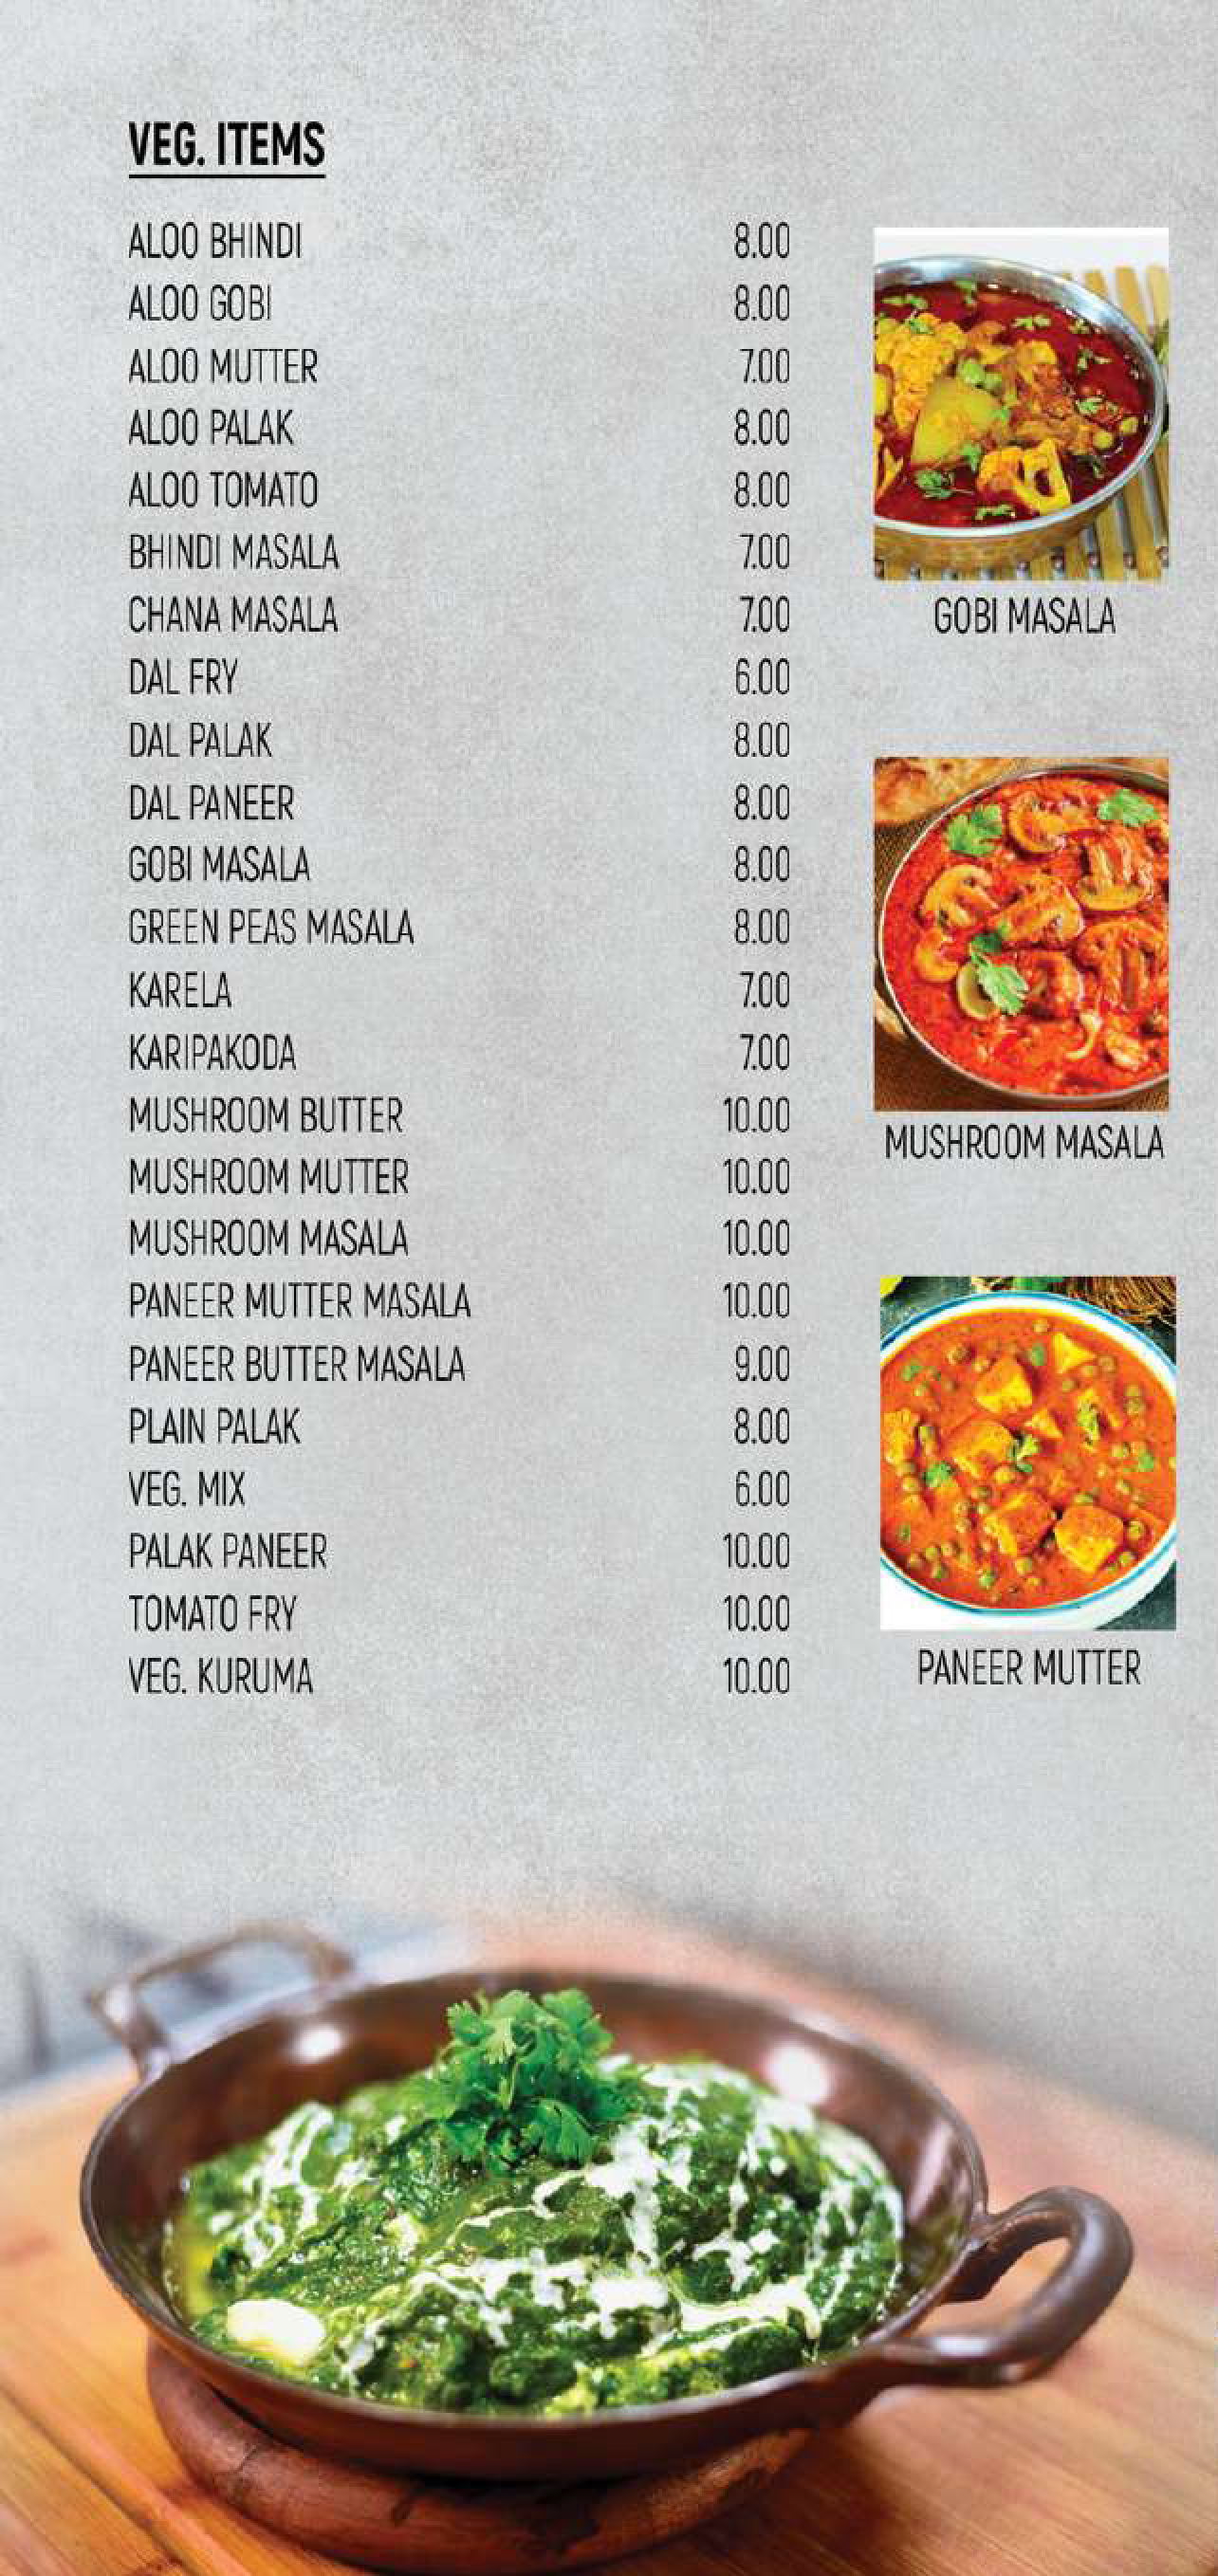 VEG. ITEMS
ALOO BHINDI 8.00
ALOO GOBI 8.00
ALOO MUTTER 7.00
ALOO PALAK 8.00
ALOO TOMATO 8.00
BHINDI MASALA 7.00
CHANA MASALA 7.00
DAL FRY 6.00
DAL PALAK 8.00
DAL PANEER 8.00
GOBI MASALA 8.00
GREEN PEAS MASALA 8.00
KARELA 7.00
KARIPAKODA 7.00
MUSHROOM BUTTER 10.00
MUSHROOM MUTTER 10.00
MUSHROOM MASALA 10.00
PANEER MUTTER MASALA 10.00
PANEER BUTTER MASALA 9.00
PLAIN PALAK 8.00
VEG. MIX 6.00
PALAK PANEER 10.00
TOMATO FRY 10.00
VEG. KURUMA 10.00
GOBI MASALA
MUSHROOM MASALA
PANEER MUTTER